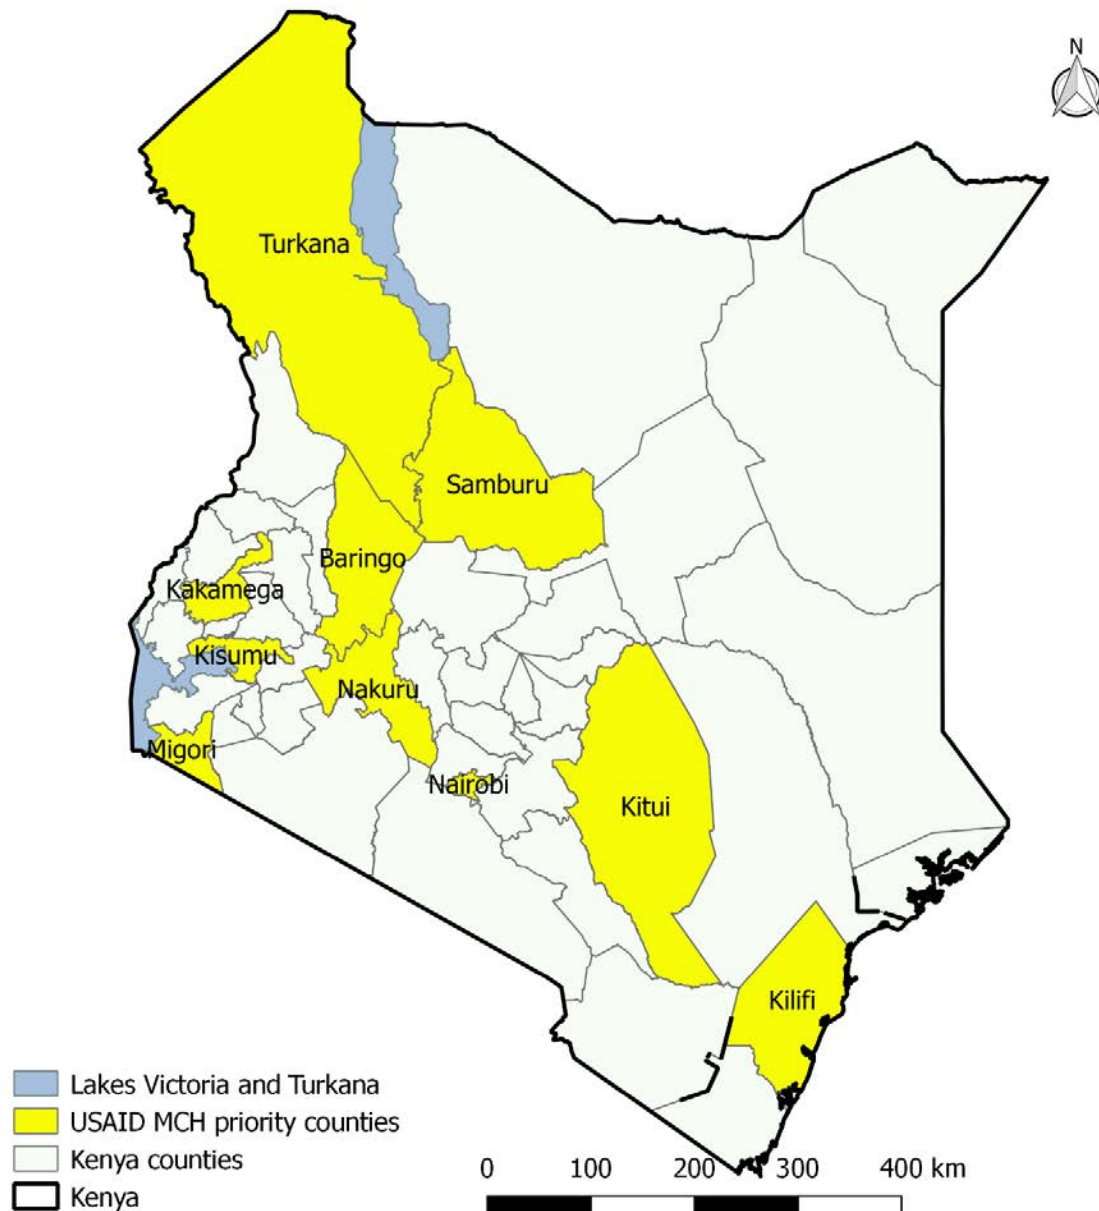 N
Turkana
Samburu
Baringo
Kakamega
Kisumu
Nakuru
Migori
Nairobi
Kitui
Kilifi
Lakes Victoria and Turkana
USAID MCH priority counties
Kenya counties
Kenya
0 100 200 300 400 km